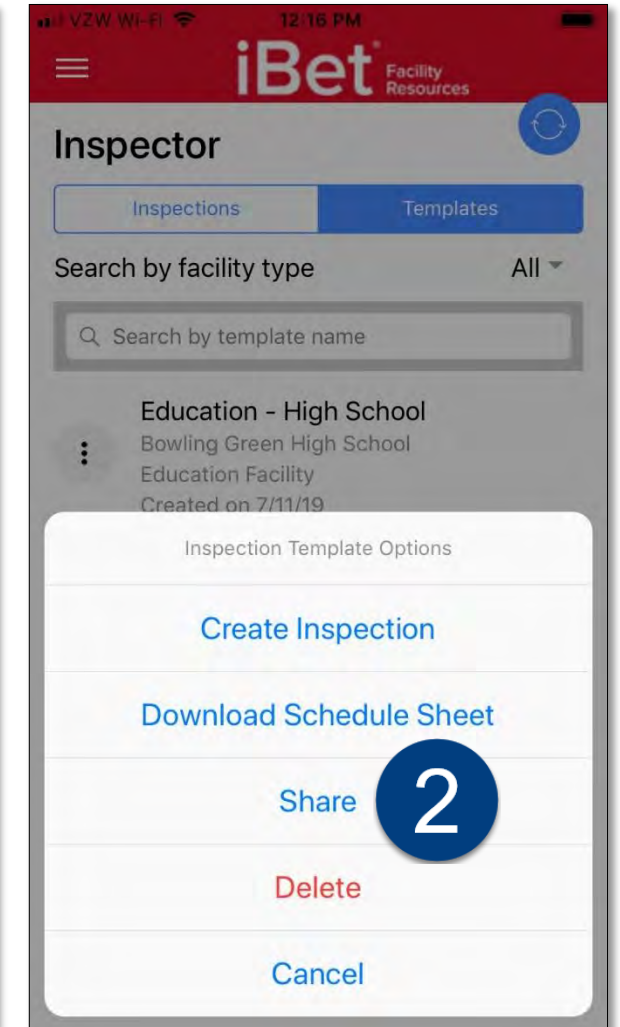 VZW Wi-Fi 12:16 PM
iBet Facility
Resources
Inspector
Inspections Templates
Search by facility type All
Search by template name
Education - High School
Bowling Green High School
Education Facility
Created on 7/11/19
Inspection Template Options
Create Inspection
Download Schedule Sheet
Share 2
Delete
Cancel